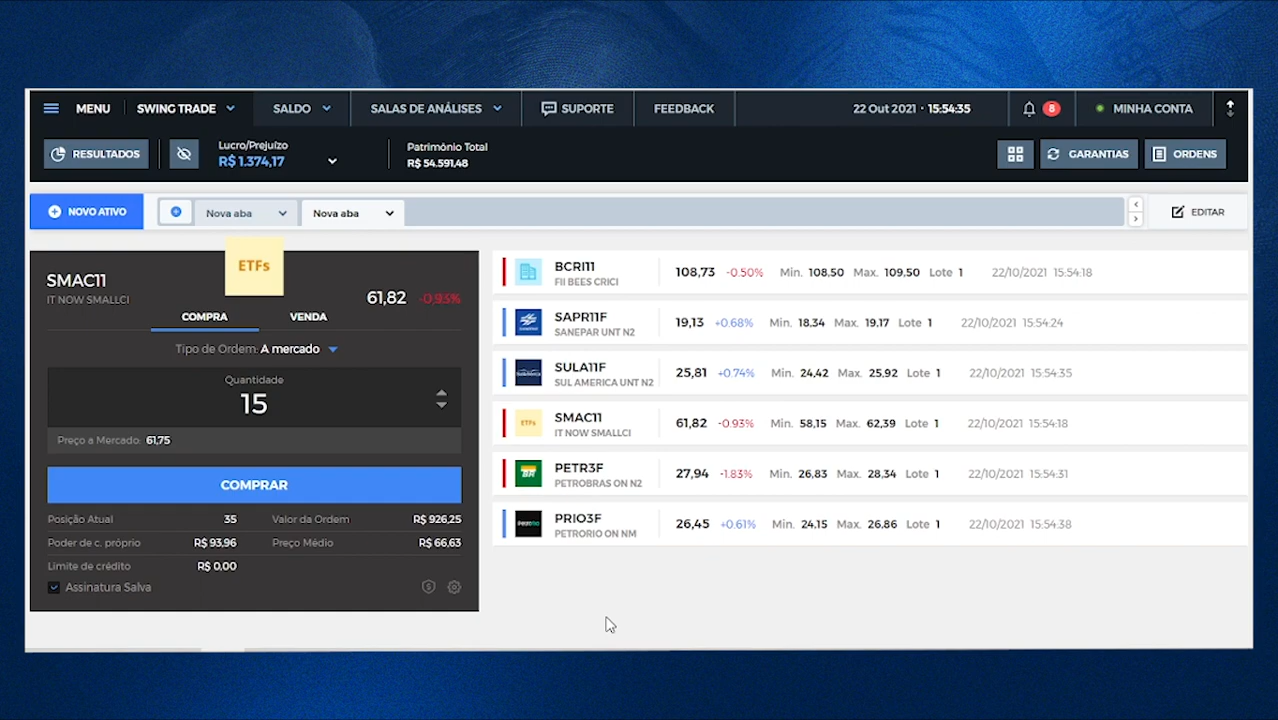 MENU SWING TRADE SALDO SALAS DE ANÁLISES SUPORTE FEEDBACK 22 Out 2021 • 15:54:35 8 MINHA CONTA
RESULTADOS Lucro/Prejuízo Patrimônio Total GARANTIAS ORDENS
R$ 1.374,17 R$ 54.591,48
NOVO ATIVO Nova aba Nova aba EDITAR
SMAC11
IT NOW SMALLCI
ETFs
61,82 -0,93%
COMPRA VENDA
Tipo de Ordem: A mercado
Quantidade
15
Preço a Mercado: 61,75
COMPRAR
Posição Atual 35 Valor da Ordem R$ 926,25
Poder de c. próprio R$ 93,96 Preço Médio R$ 66,63
Limite de crédito R$ 0,00
Assinatura Salva
BCRI11
FII BEES CRICI
108,73 -0.50% Min. 108,50 Max. 109,50 Lote 1 22/10/2021 15:54:18
SAPR11F
SANEPAR UNT N2
19,13 +0,68% Min. 18,34 Max. 19,17 Lote 1 22/10/2021 15:54:24
SULA11F
SUL AMERICA UNT N2
25,81 +0,74% Min. 24,42 Max. 25,92 Lote 1 22/10/2021 15:54:35
ETFs
SMAC11
IT NOW SMALLCI
61,82 -0,93% Min. 58,15 Max. 62,39 Lote 1 22/10/2021 15:54:18
BR
PETR3F
PETROBRAS ON N2
27,94 -1,83% Min. 26,83 Max. 28,34 Lote 1 22/10/2021 15:54:31
PRIO3F
PETRORIO ON NM
26,45 +0,61% Min. 24,15 Max. 26,86 Lote 1 22/10/2021 15:54:38